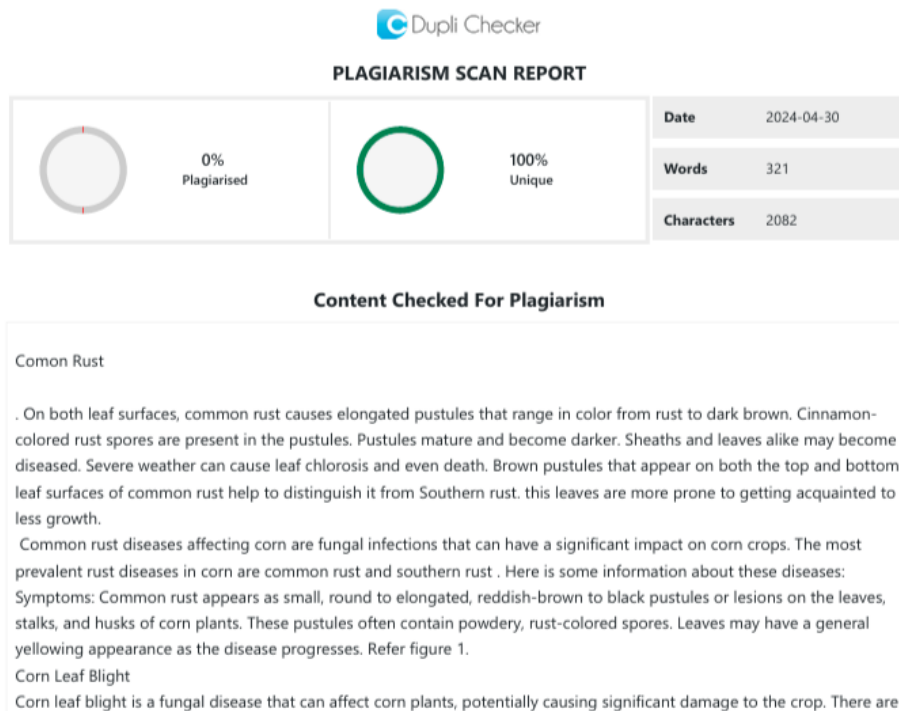 Dupli Checker
PLAGIARISM SCAN REPORT
0%
Plagiarised
100%
Unique
Date 2024-04-30
Words 321
Characters 2082
Content Checked For Plagiarism
Comon Rust
. On both leaf surfaces, common rust causes elongated pustules that range in color from rust to dark brown. Cinnamon-
colored rust spores are present in the pustules. Pustules mature and become darker. Sheaths and leaves alike may become
diseased. Severe weather can cause leaf chlorosis and even death. Brown pustules that appear on both the top and bottom
leaf surfaces of common rust help to distinguish it from Southern rust. this leaves are more prone to getting acquainted to
less growth.
Common rust diseases affecting corn are fungal infections that can have a significant impact on corn crops. The most
prevalent rust diseases in corn are common rust and southern rust . Here is some information about these diseases:
Symptoms: Common rust appears as small, round to elongated, reddish-brown to black pustules or lesions on the leaves,
stalks, and husks of corn plants. These pustules often contain powdery, rust-colored spores. Leaves may have a general
yellowing appearance as the disease progresses. Refer figure 1.
Corn Leaf Blight
Corn leaf blight is a fungal disease that can affect corn plants, potentially causing significant damage to the crop. There are